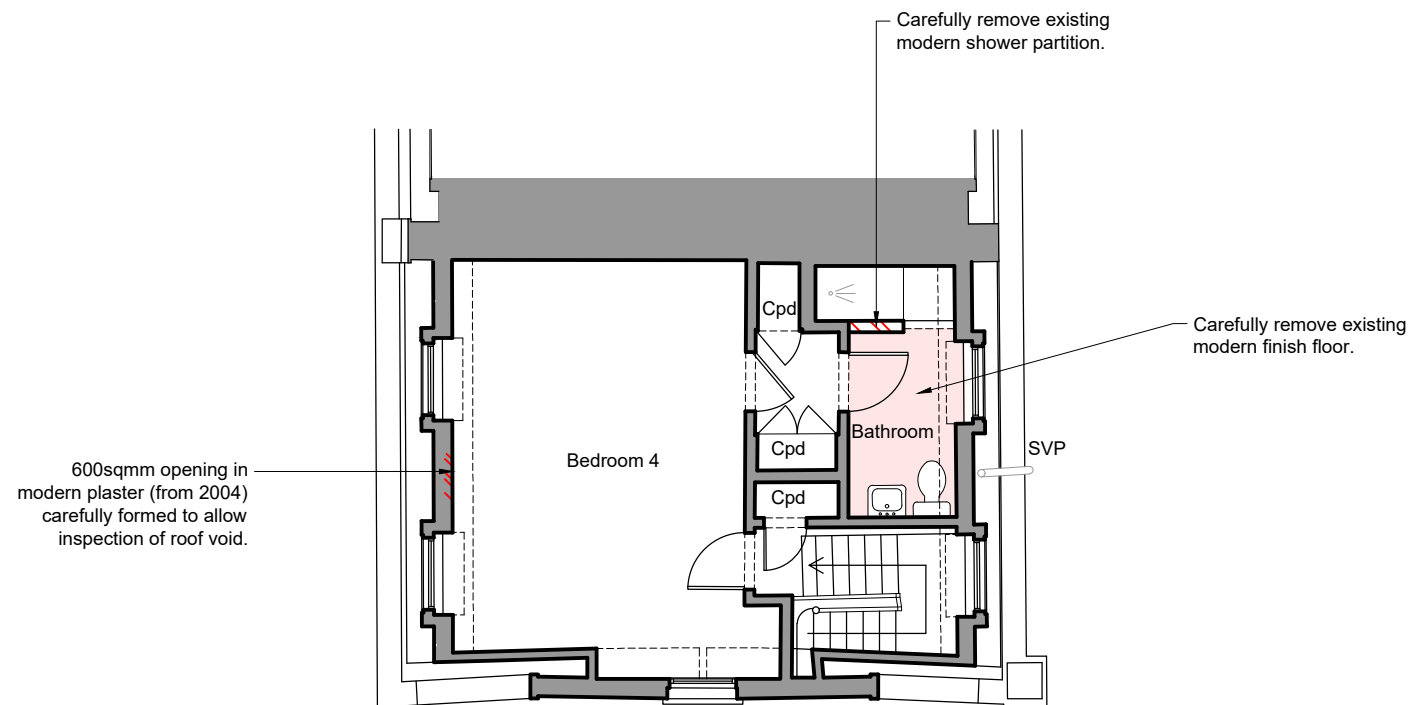 Carefully remove existing
modern shower partition.
Cpd
Carefully remove existing
modern finish floor.
Bathroom
SVP
Cpd
Bedroom 4
600sqmm opening in
modern plaster (from 2004)
carefully formed to allow
inspection of roof void.
Cpd